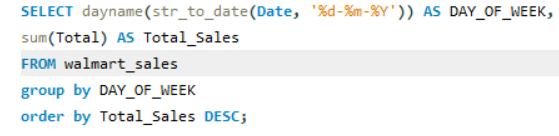 SELECT dayname(str_to_date(Date, '%d-%m-%Y')) AS DAY_OF_WEEK,
sum(Total) AS Total_Sales
FROM walmart_sales
group by DAY_OF_WEEK
order by Total_Sales DESC;